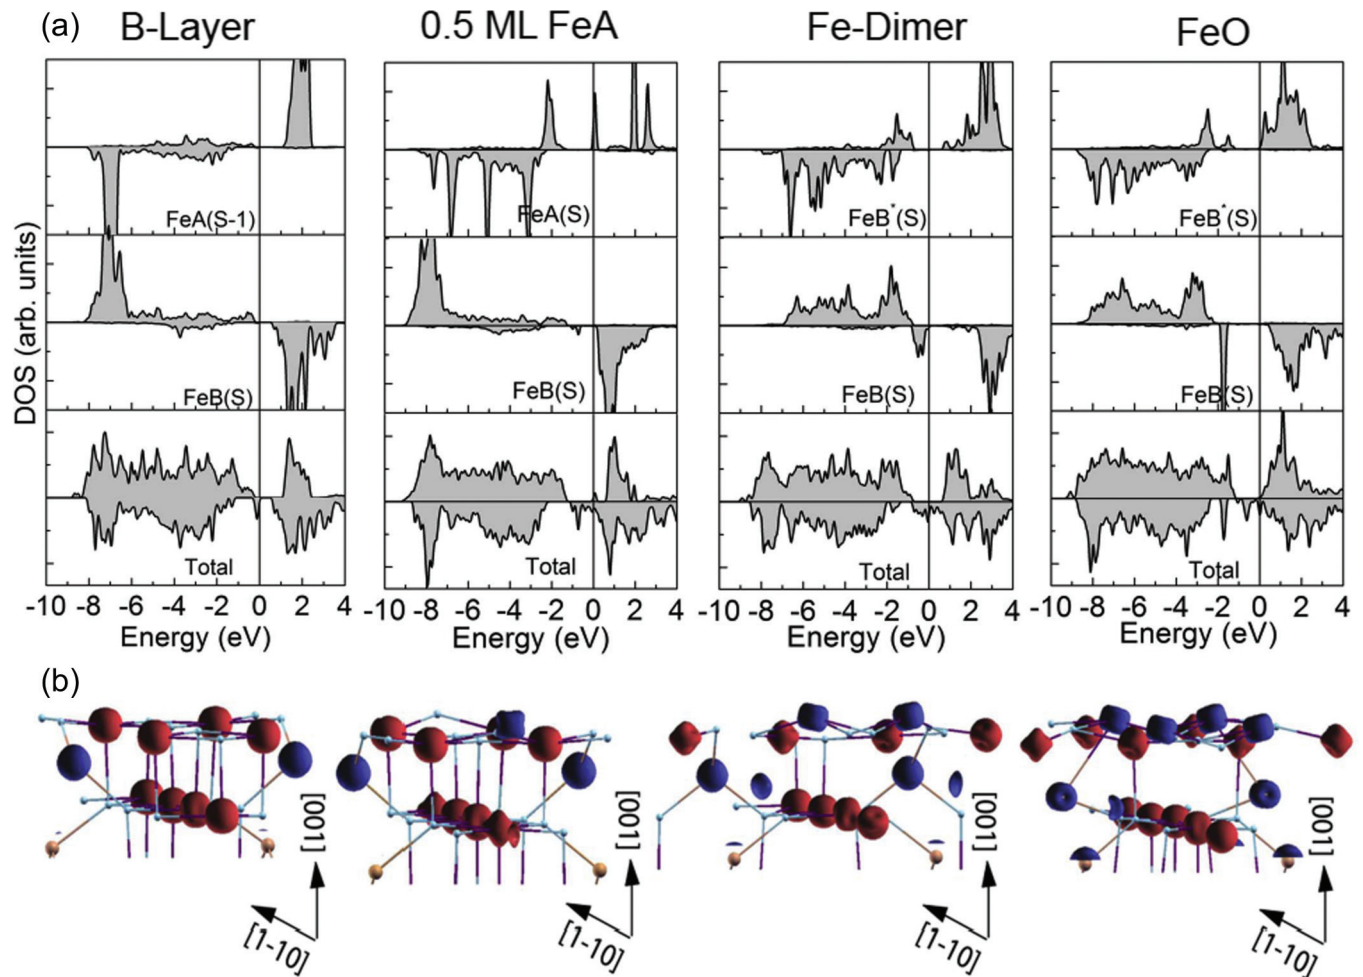 (a) B-Layer 0.5 ML FeA Fe-Dimer FeO
DOS (arb. units)
FeA(S-1) FeA(S) FeB*(S) FeB*(S)
FeB(S) FeB(S) FeB(S) FeB(S)
Total Total Total Total
-10 -8 -6 -4 -2 0 2 4 -10 -8 -6 -4 -2 0 2 4 -10 -8 -6 -4 -2 0 2 4 -10 -8 -6 -4 -2 0 2 4
Energy (eV) Energy (eV) Energy (eV) Energy (eV)
(b)
[001] [001] [001] [001]
[1-10] [1-10] [1-10] [1-10]